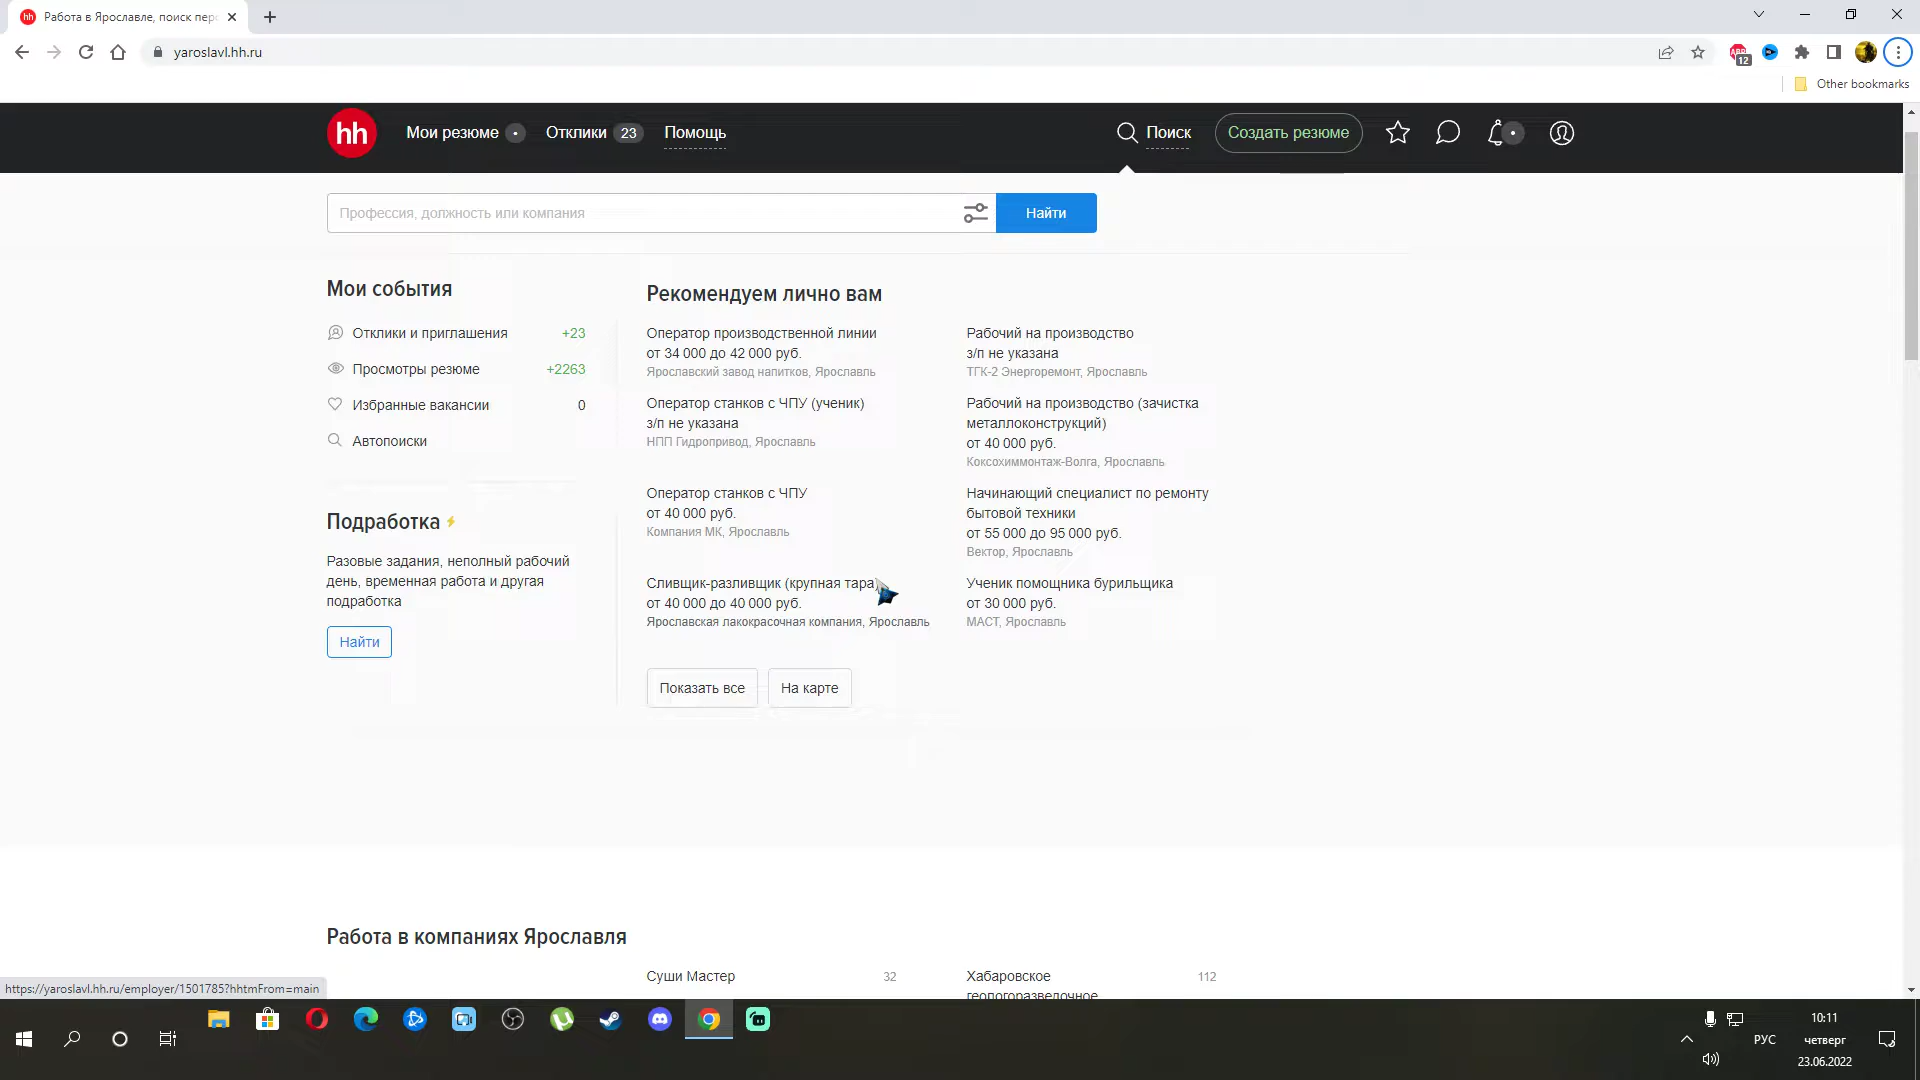 Работа в Ярославле, поиск пер
yaroslavl.hh.ru
12
Other bookmarks
hh
Мои резюме
Отклики 23
Помощь
Поиск
Создать резюме
Профессия, должность или компания
Найти
Мои события
Отклики и приглашения +23
Просмотры резюме +2263
Избранные вакансии 0
Автопоиски
Подработка
Разовые задания, неполный рабочий
день, временная работа и другая
подработка
Найти
Рекомендуем лично вам
Оператор производственной линии
от 34 000 до 42 000 руб.
Ярославский завод напитков, Ярославль
Рабочий на производство
з/п не указана
ТГК-2 Энергоремонт, Ярославль
Оператор станков с ЧПУ (ученик)
з/п не указана
НПП Гидропривод, Ярославль
Рабочий на производство (зачистка
металлоконструкций)
от 40 000 руб.
Коксохиммонтаж-Волга, Ярославль
Оператор станков с ЧПУ
от 40 000 руб.
Компания МК, Ярославль
Начинающий специалист по ремонту
бытовой техники
от 55 000 до 95 000 руб.
Вектор, Ярославль
Сливщик-разливщик (крупная тара)
от 40 000 до 40 000 руб.
Ярославская лакокрасочная компания, Ярославль
Ученик помощника бурильщика
от 30 000 руб.
МАСТ, Ярославль
Показать все
На карте
Работа в компаниях Ярославля
Суши Мастер 32
Хабаровское 112
геологоразведочное
https://yaroslavl.hh.ru/employer/1501785?hhtmFrom=main
РУС
10:11
четверг
23.06.2022